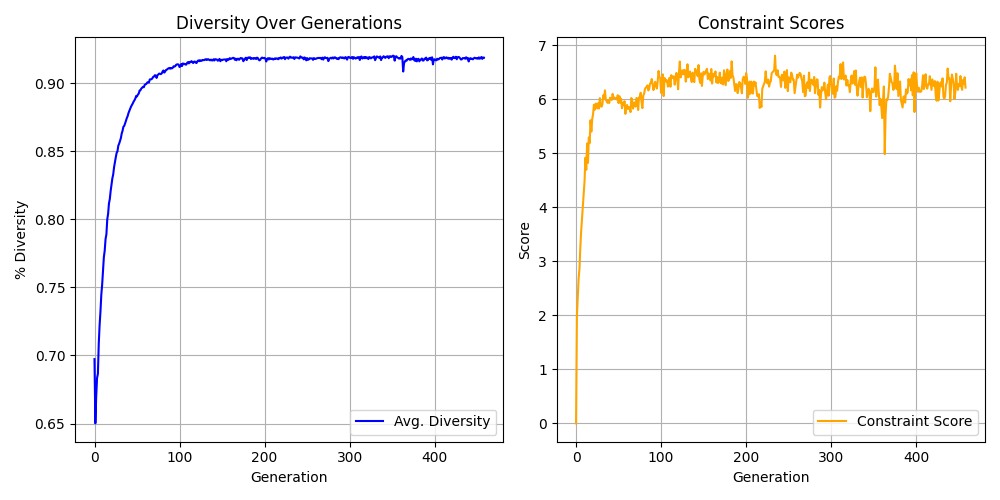 Diversity Over Generations
% Diversity
0.90
0.85
0.80
0.75
0.70
0.65
0 100 200 300 400
Generation
Avg. Diversity
Constraint Scores
Score
7
6
5
4
3
2
1
0
0 100 200 300 400
Generation
Constraint Score